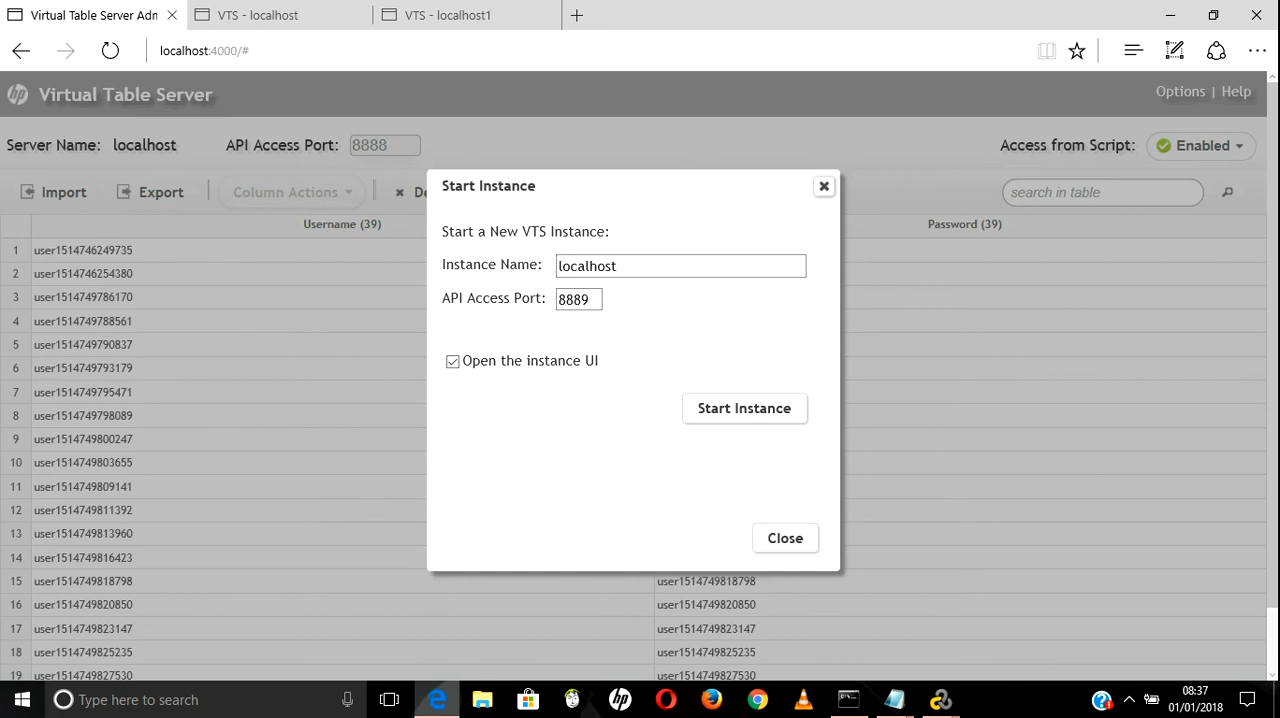 Virtual Table Server Adn
VTS - localhost
VTS - localhost1
localhost:4000/#
hp Virtual Table Server
Options | Help
Server Name: localhost API Access Port: 8888
Access from Script: Enabled
Import Export Column Actions De
search in table
Username (39) Password (39)
Start Instance
Start a New VTS Instance:
Instance Name: localhost
API Access Port: 8889
Open the instance UI
Start Instance
Close
1 user1514746249735
2 user1514746254380
3 user1514749786170
4 user1514749788561
5 user1514749790837
6 user1514749793179
7 user1514749795471
8 user1514749798089
9 user1514749800247
10 user1514749803655
11 user1514749809141
12 user1514749811392
13 user1514749813960
14 user1514749816423
15 user1514749818798 user1514749818798
16 user1514749820850 user1514749820850
17 user1514749823147 user1514749823147
18 user1514749825235 user1514749825235
19 user1514749827530 user1514749827530
Type here to search
hp
08:37
01/01/2018